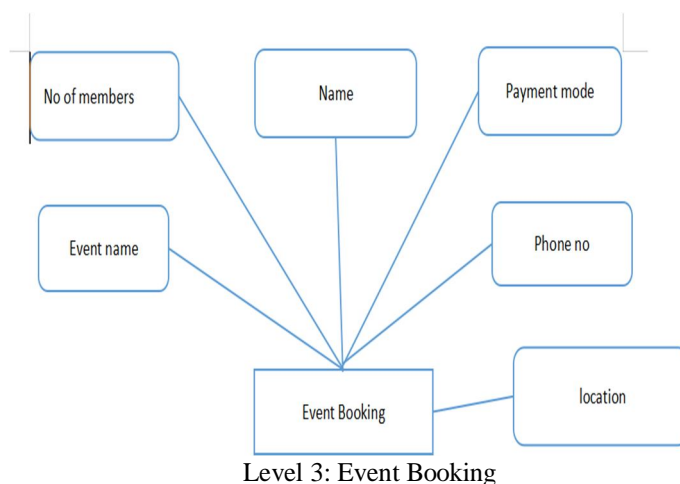 No of members
Name
Payment mode
Event name
Phone no
Event Booking
location
Level 3: Event Booking